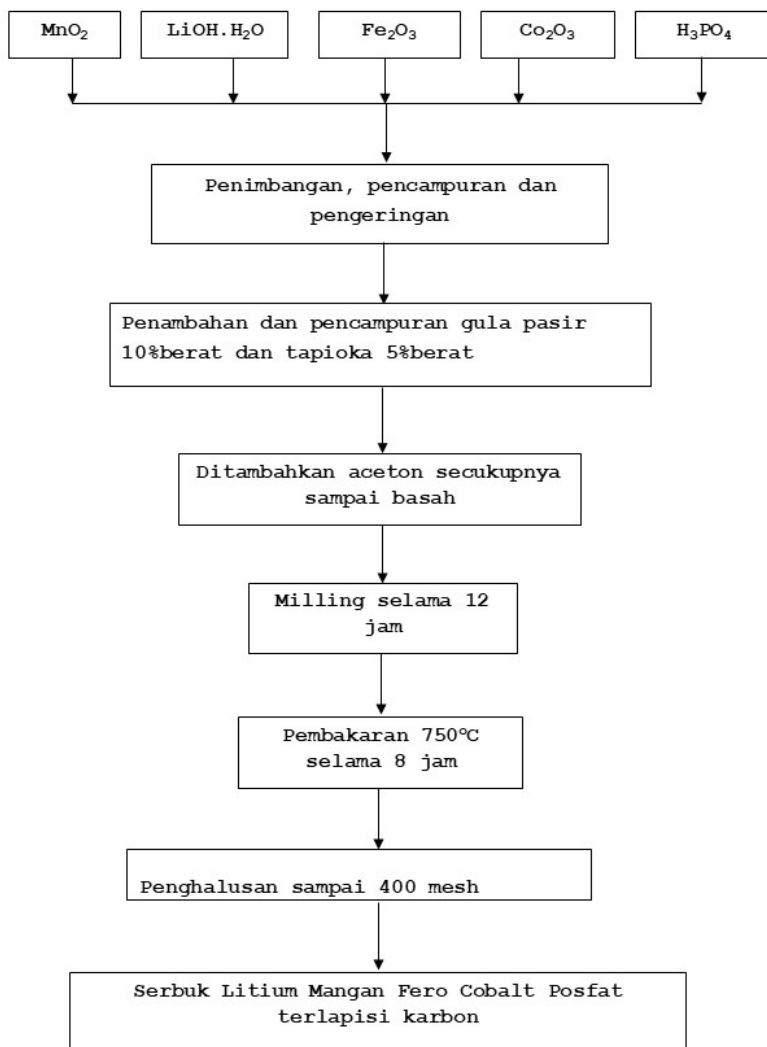 MnO₂
LiOH.H₂O
Fe₂O₃
Co₂O₃
H₃PO₄
Penimbangan, pencampuran dan
pengeringan
Penambahan dan pencampuran gula pasir
10%berat dan tapioka 5%berat
Ditambahkan aceton secukupnya
sampai basah
Milling selama 12
jam
Pembakaran 750°C
selama 8 jam
Penghalusan sampai 400 mesh
Serbuk Litium Mangan Fero Cobalt Posfat
terlapisi karbon